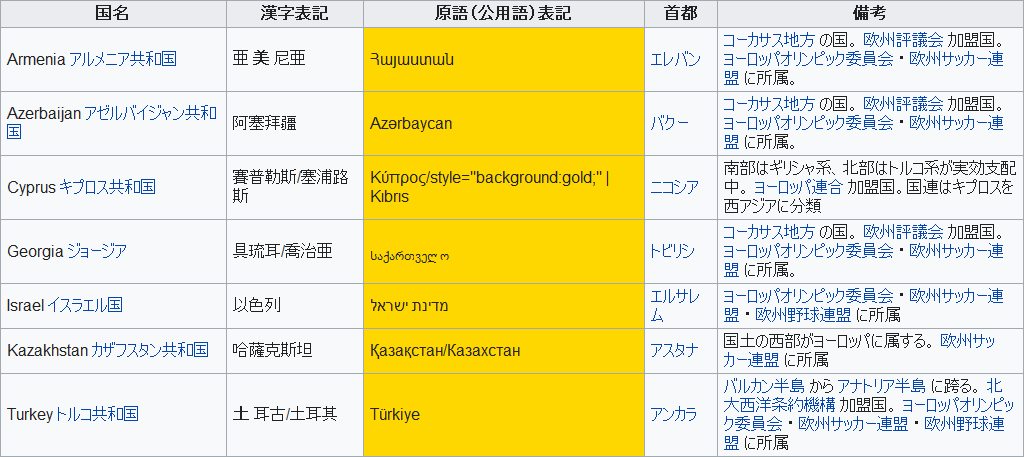 国名 漢字表記 原語（公用語）表記 首都 備考
Armenia アルメニア共和国 亜 美 尼亜 Հայաստան エレバン コーカサス地方 の国。 欧州評議会 加盟国。
ヨーロッパオリンピック委員会・欧州サッカー連
盟 に所属。
Azerbaijan アゼルバイジャン共和
国 阿塞拜疆 Azərbaycan バクー コーカサス地方 の国。 欧州評議会 加盟国。
ヨーロッパオリンピック委員会・欧州サッカー連
盟 に所属。
Cyprus キプロス共和国 賽普勒斯/塞浦路
斯 Κύπρος/style="background:gold;" |
Kıbrıs ニコシア 南部はギリシャ系、北部はトルコ系が実効支配
中。 ヨーロッパ連合 加盟国。国連はキプロスを
西アジアに分類
Georgia ジョージア 具琉耳/喬治亜 საქართველ ო トビリシ コーカサス地方 の国。 欧州評議会 加盟国。
ヨーロッパオリンピック委員会・欧州サッカー連
盟 に所属。
Israel イスラエル国 以色列 מדינת ישראל エルサレ
ム ヨーロッパオリンピック委員会・欧州サッカー連
盟・欧州野球連盟 に所属
Kazakhstan カザフスタン共和国 哈薩克斯坦 Қазақстан/Казахстан アスタナ 国土の西部がヨーロッパに属する。 欧州サッ
カー連盟 に所属
Turkey トルコ共和国 土 耳古/土耳其 Türkiye アンカラ バルカン半島 から アナトリア半島 に跨る。 北
大西洋条約機構 加盟国。 ヨーロッパオリンピッ
ク委員会・欧州サッカー連盟・欧州野球連
盟 に所属